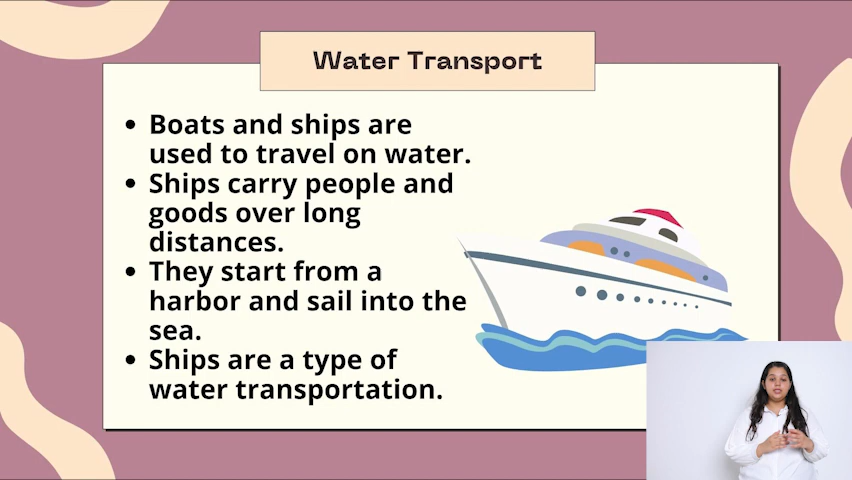 Water Transport
• Boats and ships are
used to travel on water.
• Ships carry people and
goods over long
distances.
• They start from a
harbor and sail into the
sea.
• Ships are a type of
water transportation.